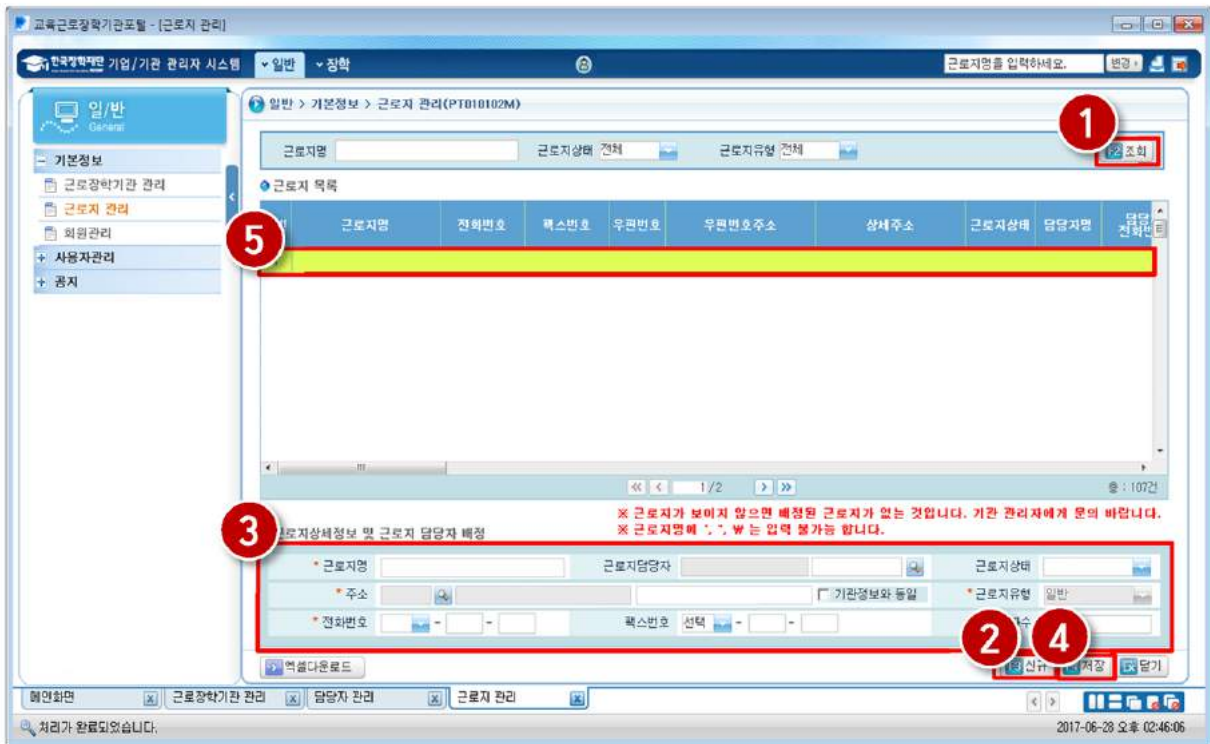 교육근로장학기관포털 - [근로지 관리]
한국장학재단 기업/기관 관리자 시스템 일반 장학 근로지명을 입력하세요. 변경
일/반
General
기본정보
근로장학기관 관리
근로지 관리
회원관리
사용자관리
공지
일반 > 기본정보 > 근로지 관리(PT010102M)
1
근로지명 근로지상태 전체 근로지유형 전체 F2 조회
근로지 목록
근로지명 전화번호 팩스번호 우편번호 우편번호주소 상세주소 근로지상태 담당자명
5
1/2 총 : 107건
※ 근로지가 보이지 않으면 배정된 근로지가 없는 것입니다. 기관 관리자에게 문의 바랍니다.
※ 근로지명에 ', ", ₩ 는 입력 불가능 합니다.
3
근로지상세정보 및 근로지 담당자 배정
* 근로지명 근로지담당자 근로지상태
* 주소 기관정보와 동일 * 근로지유형 일반
* 전화번호 - - 팩스번호 선택 - -
2 4
엑셀다운로드 신규 저장 닫기
메인화면 근로장학기관 관리 담당자 관리 근로지 관리
처리가 완료되었습니다. 2017-06-28 오후 02:46:06